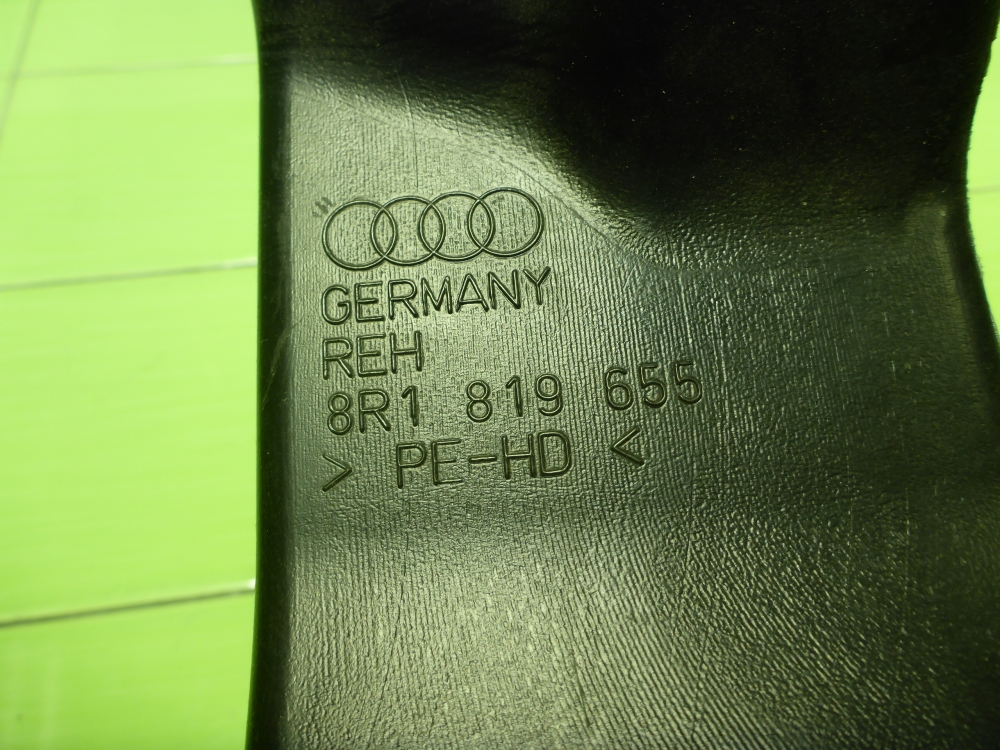 GERMANY
REH
8R1 819 655
> PE-HD <